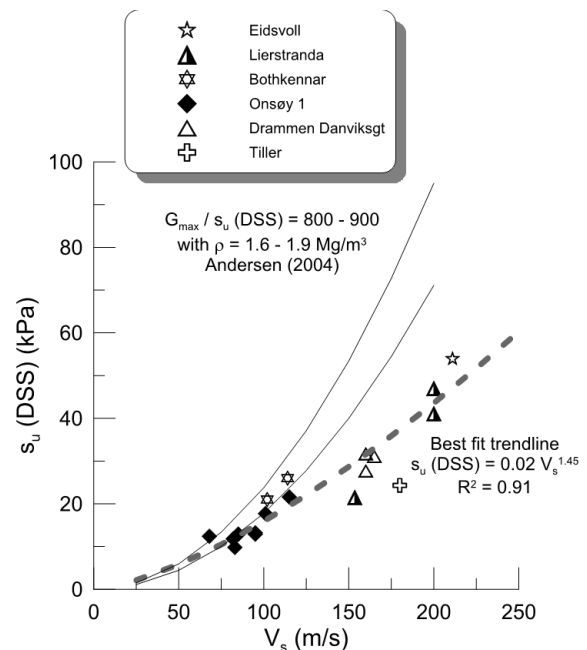 Eidsvoll
Lierstranda
Bothkennar
Onsøy 1
Drammen Danviksgt
Tiller
100
80
60
40
20
0
s_u (DSS) (kPa)
G_max / s_u (DSS) = 800 - 900
with ρ = 1.6 - 1.9 Mg/m³
Andersen (2004)
Best fit trendline
s_u (DSS) = 0.02 V_s^1.45
R² = 0.91
0 50 100 150 200 250
V_s (m/s)